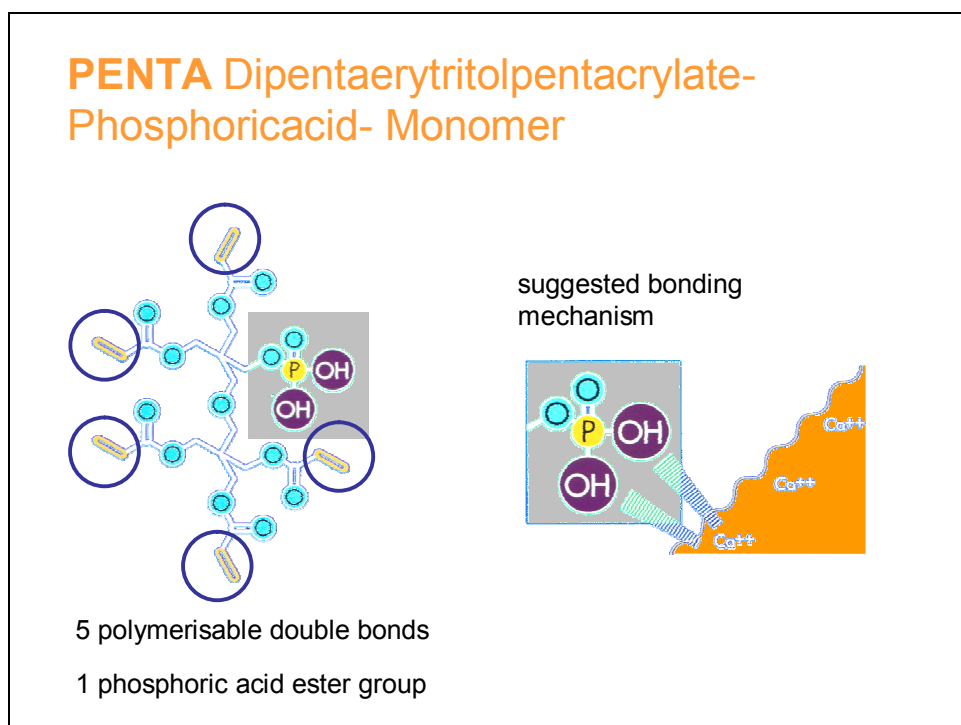 PENTA Dipentaerytritolpentacrylate-
Phosphoricacid- Monomer
suggested bonding
mechanism
P
OH
OH
P
OH
OH
Ca++
Ca++
Ca++
5 polymerisable double bonds
1 phosphoric acid ester group